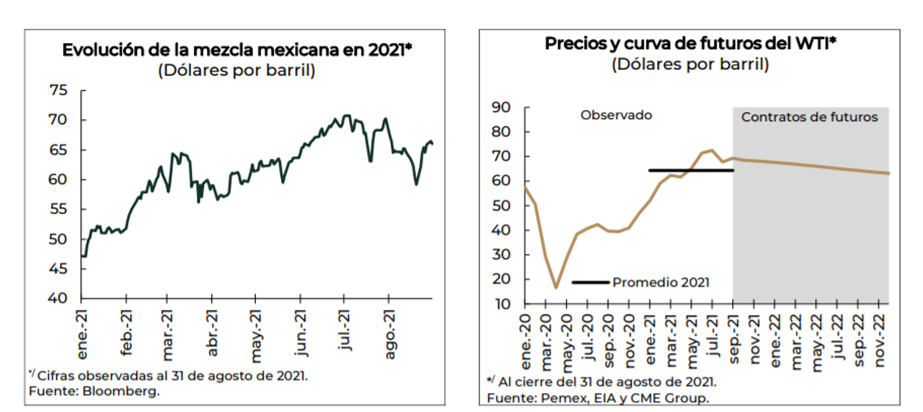 Evolución de la mezcla mexicana en 2021*
(Dólares por barril)
75
70
65
60
55
50
45
40
ene.-21
feb.-21
mar.-21
abr.-21
may.-21
jun.-21
jul.-21
ago.-21
*/ Cifras observadas al 31 de agosto de 2021.
Fuente: Bloomberg.
Precios y curva de futuros del WTI*
(Dólares por barril)
90
80
70
60
50
40
30
20
10
Observado
Contratos de futuros
Promedio 2021
ene.-20
mar.-20
may.-20
jul.-20
sep.-20
nov.-20
ene.-21
mar.-21
may.-21
jul.-21
sep.-21
nov.-21
ene.-22
mar.-22
may.-22
jul.-22
sep.-22
nov.-22
*/ Al cierre del 31 de agosto de 2021.
Fuente: Pemex, EIA y CME Group.